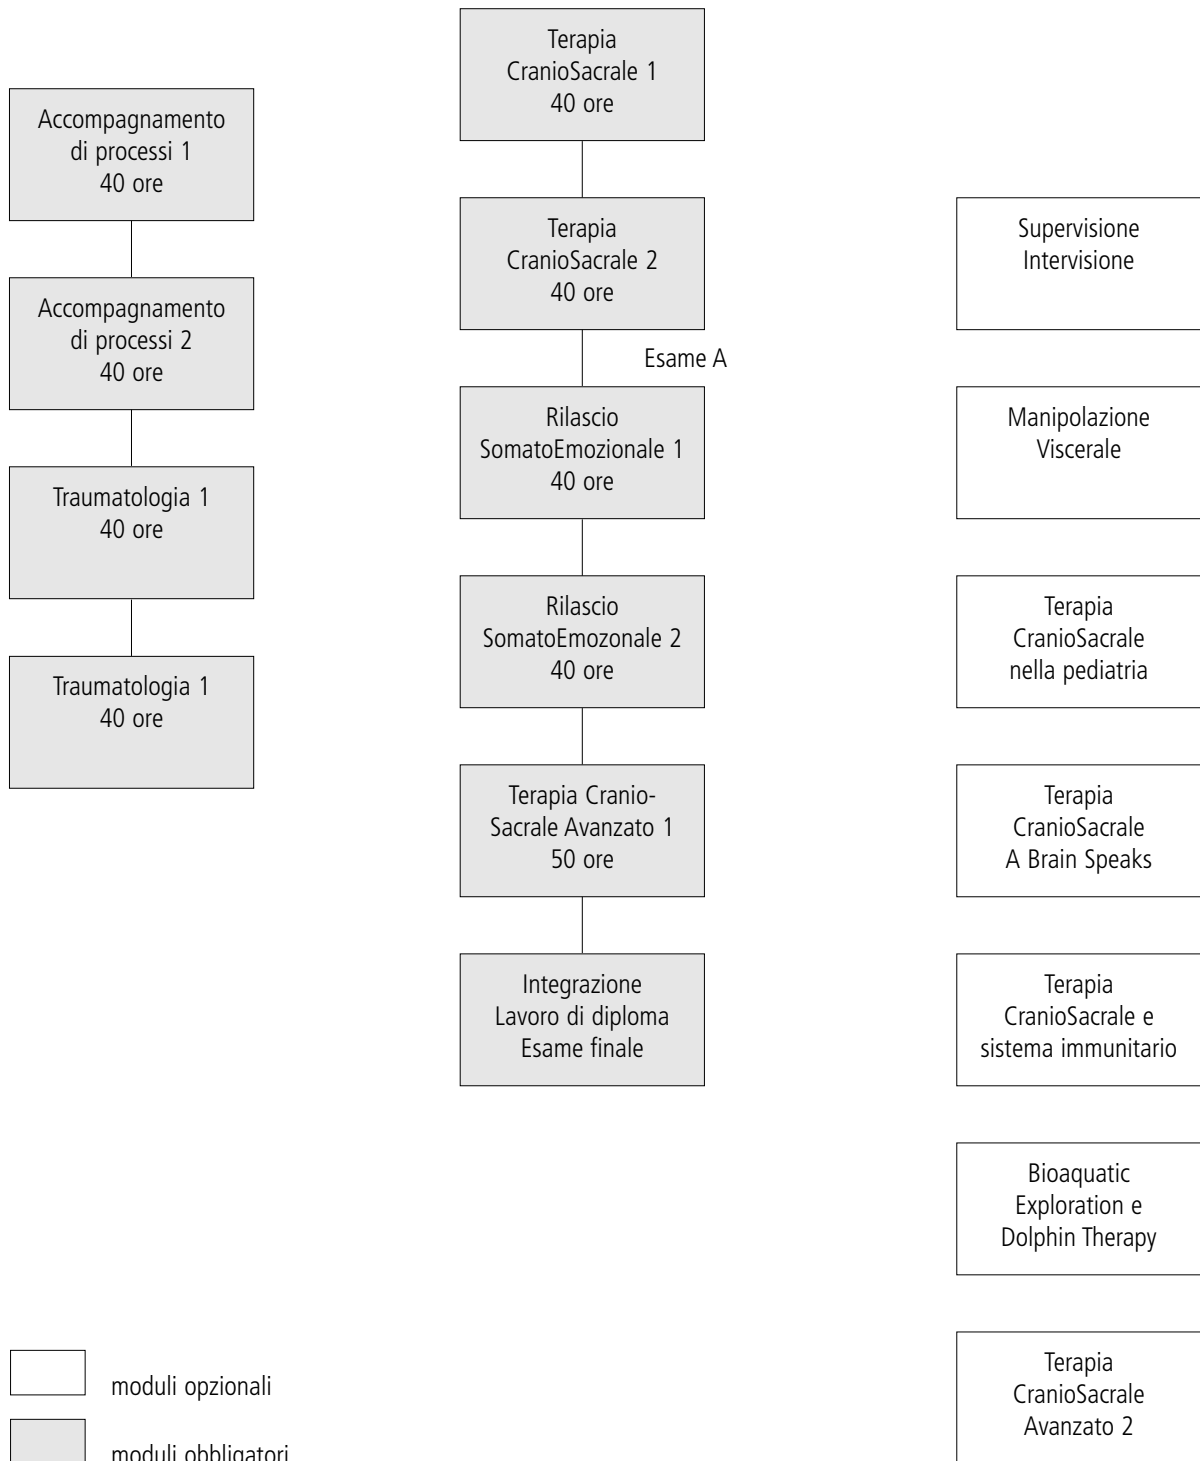 Terapia
CranioSacrale 1
40 ore
Accompagnamento
di processi 1
40 ore
Terapia
CranioSacrale 2
40 ore
Supervisione
Intervisione
Accompagnamento
di processi 2
40 ore
Esame A
Rilascio
SomatoEmozionale 1
40 ore
Manipolazione
Viscerale
Traumatologia 1
40 ore
Rilascio
SomatoEmozonale 2
40 ore
Terapia
CranioSacrale
nella pediatria
Traumatologia 1
40 ore
Terapia Cranio-
Sacrale Avanzato 1
50 ore
Terapia
CranioSacrale
A Brain Speaks
Integrazione
Lavoro di diploma
Esame finale
Terapia
CranioSacrale e
sistema immunitario
Bioaquatic
Exploration e
Dolphin Therapy
Terapia
CranioSacrale
Avanzato 2
moduli opzionali
moduli obbligatori